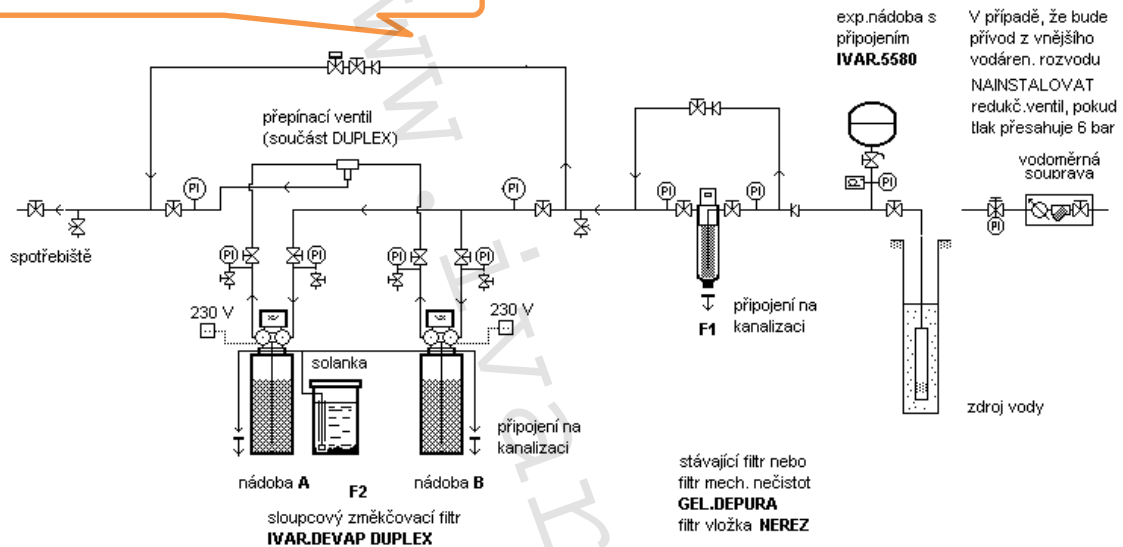 exp.nádoba s
připojením
IVAR.5580
V případě, že bude
přívod z vnějšího
vodáren. rozvodu
NAINSTALOVAT
redukč.ventil, pokud
tlak přesahuje 6 bar
vodoměrná
souprava
přepínací ventil
(součást DUPLEX)
PI
PI
PI
PI
PI
PI
spotřebiště
PI
PI
PI
PI
230 V
230 V
solanka
připojení na
kanalizaci
F1
připojení na
kanalizaci
zdroj vody
nádoba A
F2
nádoba B
sloupcový změkčovací filtr
IVAR.DEVAP DUPLEX
stávající filtr nebo
filtr mech. nečistot
GEL.DEPURA
filtr vložka NEREZ
www.ivar